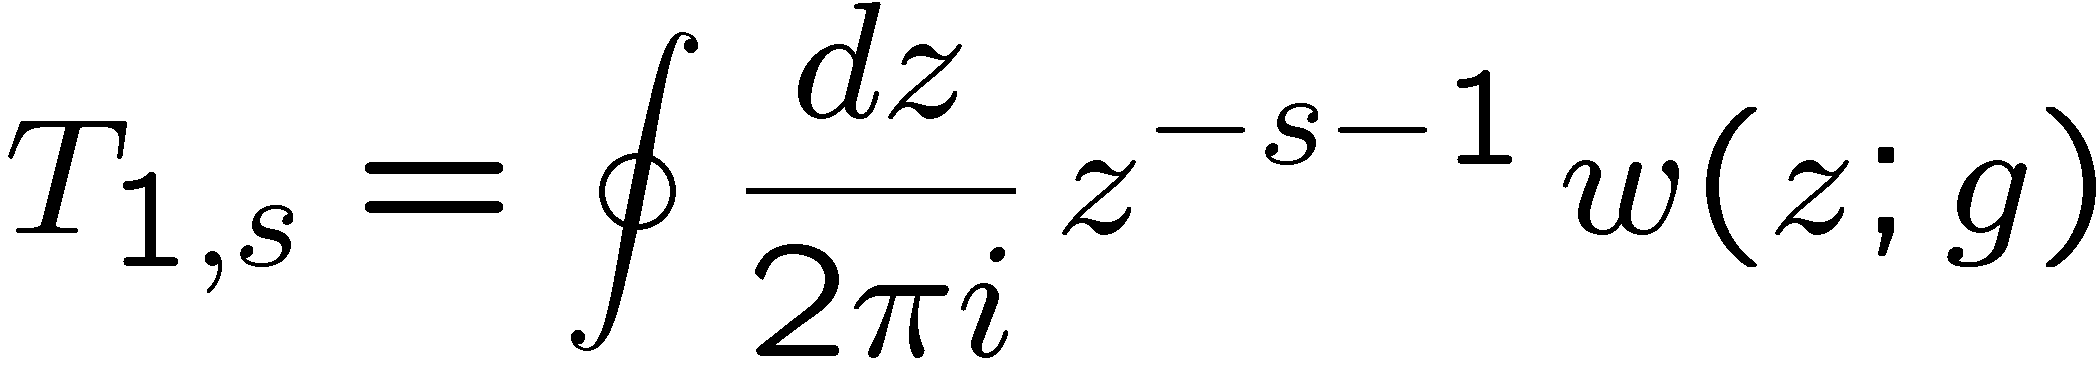 $T_{1,s} = \oint \frac{dz}{2\pi i} z^{-s-1} w(z; g)$